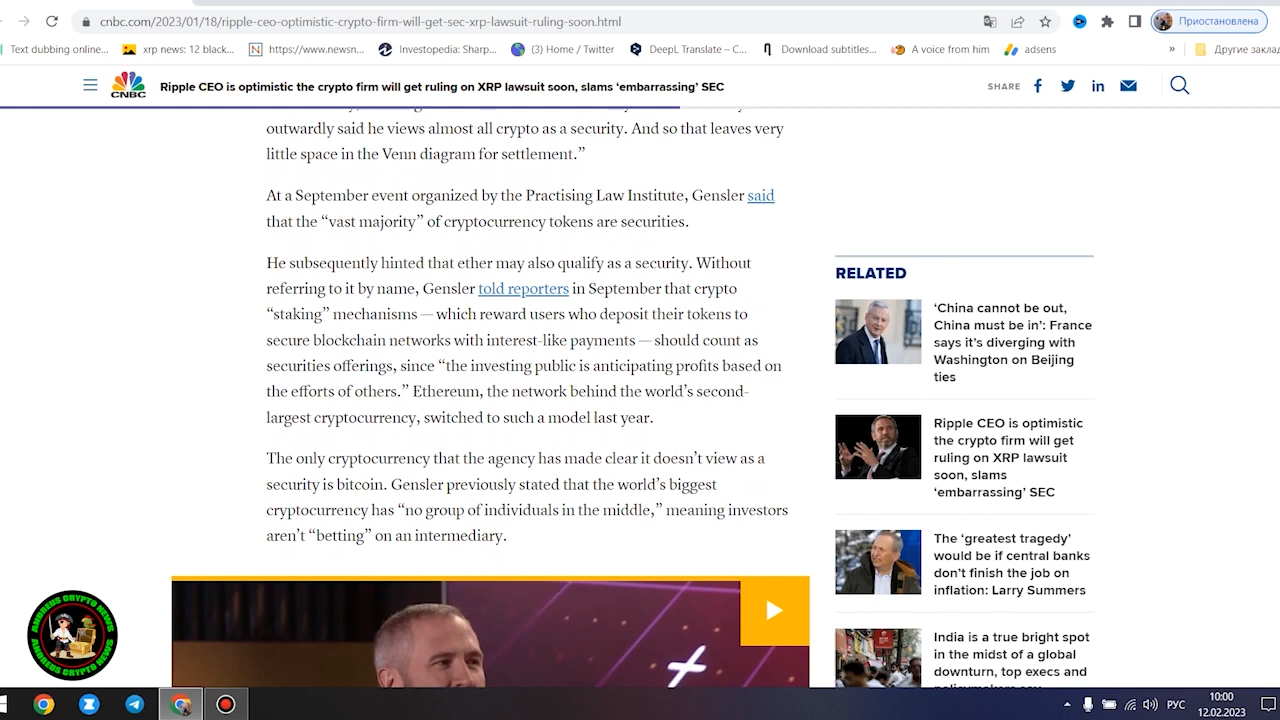 cnbc.com/2023/01/18/ripple-ceo-optimistic-crypto-firm-will-get-sec-xrp-lawsuit-ruling-soon.html
Приостановлена
Text dubbing online...
xrp news: 12 black...
https://www.newsn...
Investopedia: Sharp...
(3) Home / Twitter
DeepL Translate – C...
Download subtitles...
A voice from him
adsens
»
Другие закла
CNBC
Ripple CEO is optimistic the crypto firm will get ruling on XRP lawsuit soon, slams ‘embarrassing’ SEC
SHARE
outwardly said he views almost all crypto as a security. And so that leaves very
little space in the Venn diagram for settlement.”
At a September event organized by the Practising Law Institute, Gensler said
that the “vast majority” of cryptocurrency tokens are securities.
He subsequently hinted that ether may also qualify as a security. Without
referring to it by name, Gensler told reporters in September that crypto
“staking” mechanisms — which reward users who deposit their tokens to
secure blockchain networks with interest-like payments — should count as
securities offerings, since “the investing public is anticipating profits based on
the efforts of others.” Ethereum, the network behind the world’s second-
largest cryptocurrency, switched to such a model last year.
The only cryptocurrency that the agency has made clear it doesn’t view as a
security is bitcoin. Gensler previously stated that the world’s biggest
cryptocurrency has “no group of individuals in the middle,” meaning investors
aren’t “betting” on an intermediary.
RELATED
‘China cannot be out,
China must be in’: France
says it’s diverging with
Washington on Beijing
ties
Ripple CEO is optimistic
the crypto firm will get
ruling on XRP lawsuit
soon, slams
‘embarrassing’ SEC
The ‘greatest tragedy’
would be if central banks
don’t finish the job on
inflation: Larry Summers
India is a true bright spot
in the midst of a global
downturn, top execs and
ANDREUS CRYPTO NEWS
ANDREUS CRYPTO NEWS
РУС
10:00
12.02.2023